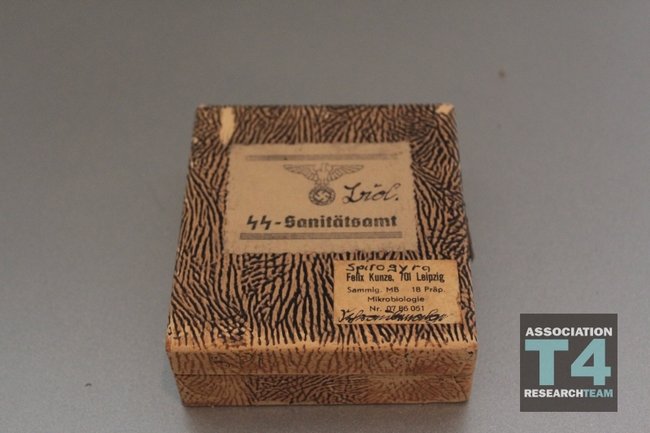 Biol.
SS-Sanitätsamt
Spirogyra
Felix Kunze. 701 Leipzig
Sammlg. MB 18 Präp.
Mikrobiologie
Nr. 07 86 051
ASSOCIATION
T4
RESEARCHTEAM